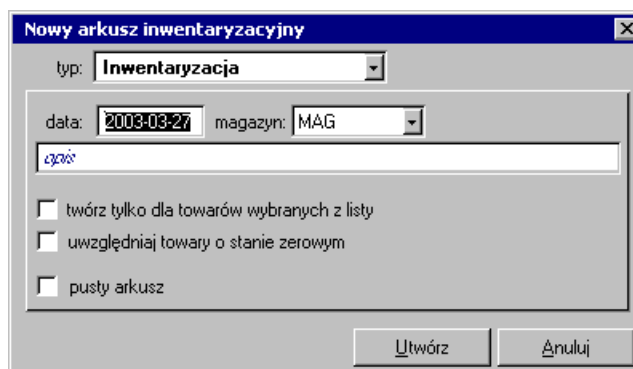 Nowy arkusz inwentaryzacyjny
typ: Inwentaryzacja
data: 2003-03-27 magazyn: MAG
opis
twórz tylko dla towarów wybranych z listy
uwzględniaj towary o stanie zerowym
pusty arkusz
Utwórz Anuluj